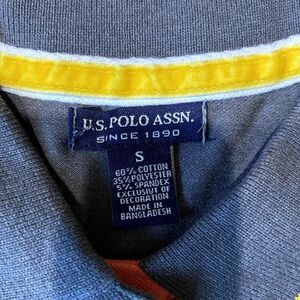 U.S. POLO ASSN.
SINCE 1890
S
60% COTTON
35% POLYESTER
5% SPANDEX
EXCLUSIVE OF
DECORATION
MADE IN
BANGLADESH